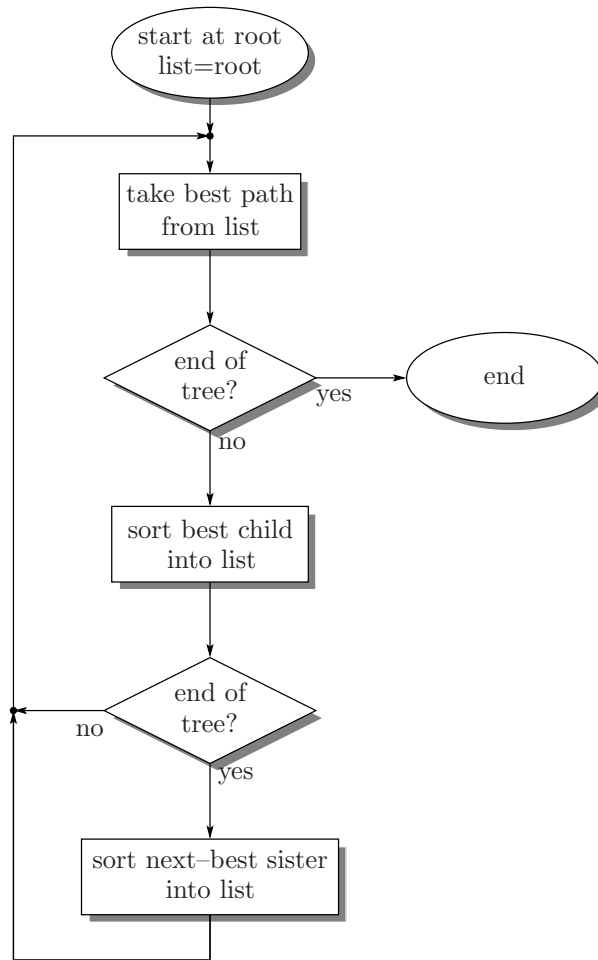 start at root
list=root
take best path
from list
end of
tree?
yes
end
no
sort best child
into list
end of
tree?
no
yes
sort next–best sister
into list